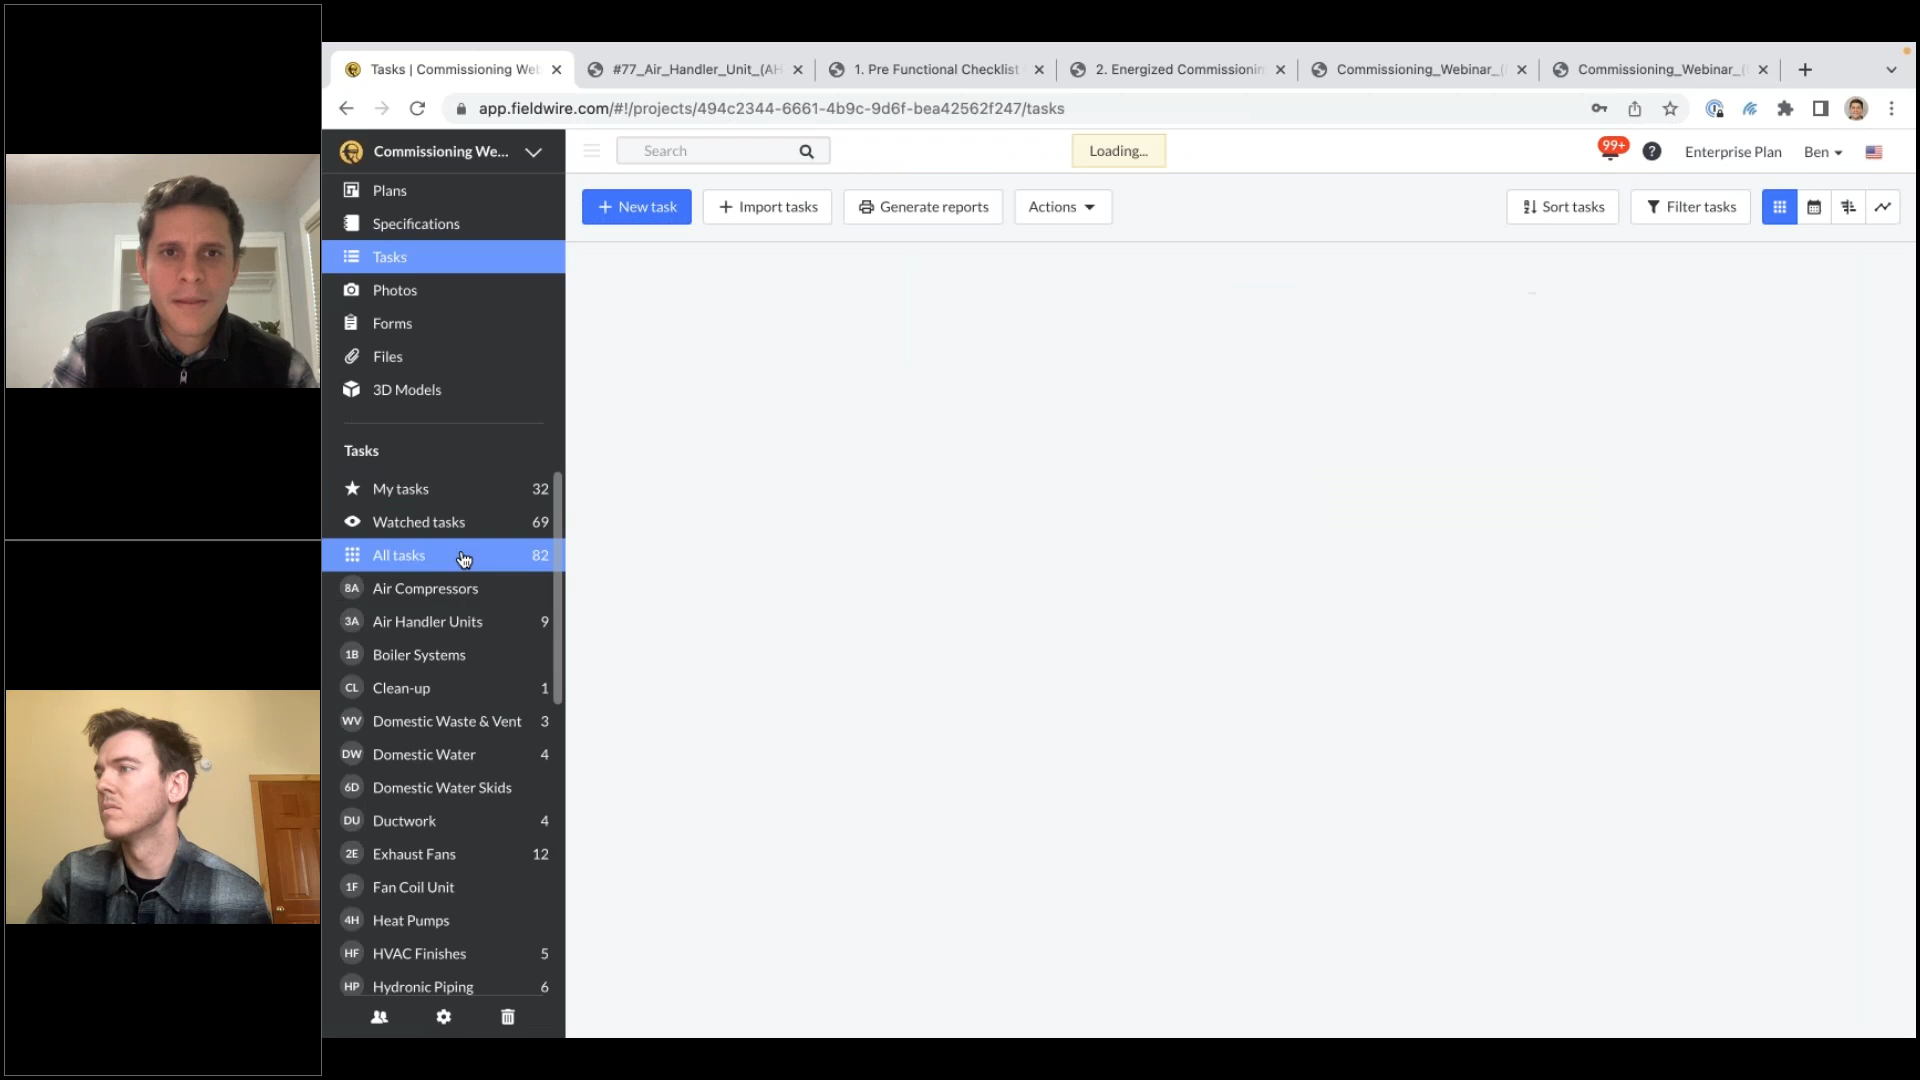 Tasks | Commissioning Web
#77_Air_Handler_Unit_(AH
1. Pre Functional Checklist
2. Energized Commissionin
Commissioning_Webinar_(
Commissioning_Webinar_(
app.fieldwire.com/#!/projects/494c2344-6661-4b9c-9d6f-bea42562f247/tasks
Commissioning We...
Search
Loading...
99+
Enterprise Plan
Ben
Plans
Specifications
Tasks
Photos
Forms
Files
3D Models
New task
Import tasks
Generate reports
Actions
Sort tasks
Filter tasks
Tasks
My tasks 32
Watched tasks 69
All tasks 82
8A Air Compressors
3A Air Handler Units 9
1B Boiler Systems
CL Clean-up 1
WV Domestic Waste & Vent 3
DW Domestic Water 4
6D Domestic Water Skids
DU Ductwork 4
2E Exhaust Fans 12
1F Fan Coil Unit
4H Heat Pumps
HF HVAC Finishes 5
HP Hydronic Piping 6